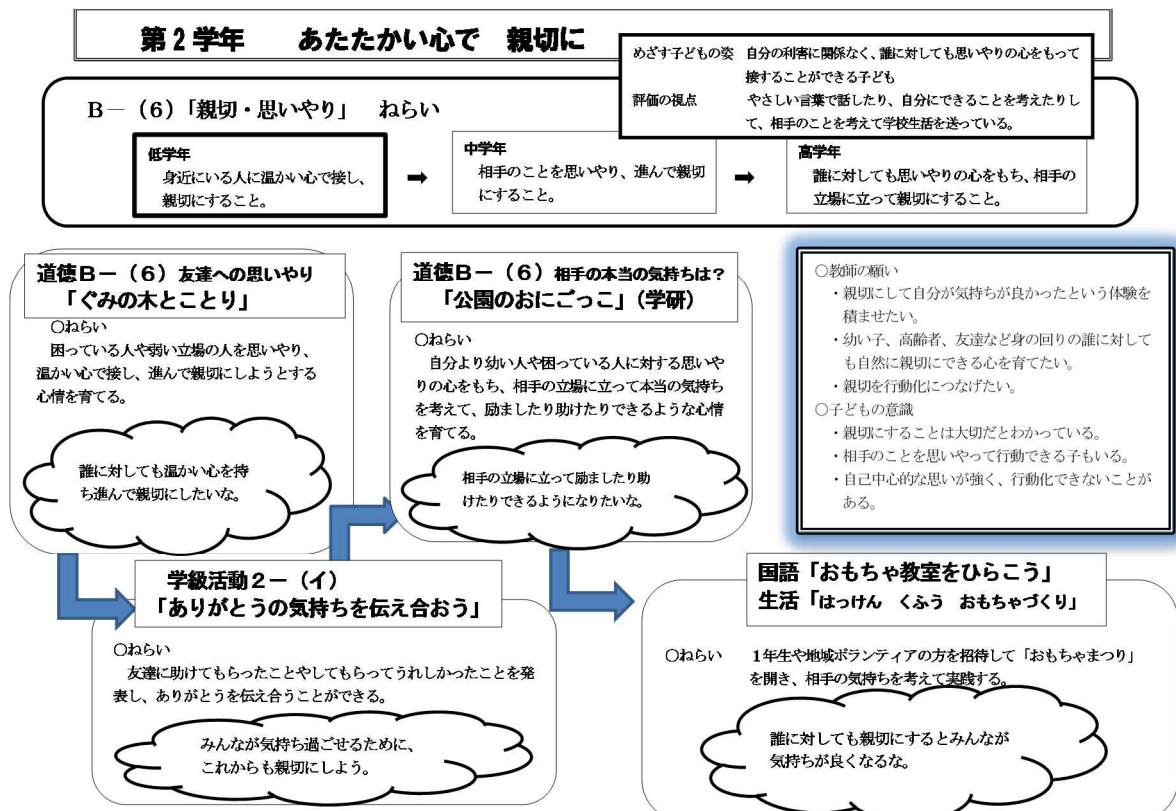 第2学年 あたたかい心で 親切に
めざす子どもの姿 自分の利害に関係なく、誰に対しても思いやりの心をもって
接することができる子ども
評価の視点 やさしい言葉で話したり、自分にできることを考えたりし
て、相手のことを考えて学校生活を送っている。
B－(6)「親切・思いやり」 ねらい
低学年
身近にいる人に温かい心で接し、
親切にすること。
➡
中学年
相手のことを思いやり、進んで親切
にすること。
➡
高学年
誰に対しても思いやりの心をもち、相手の
立場に立って親切にすること。
道徳B－(6)友達への思いやり
「ぐみの木とことり」
○ねらい
困っている人や弱い立場の人を思いやり、
温かい心で接し、進んで親切にしようとする
心情を育てる。
誰に対しても温かい心を持
ち進んで親切にしたいな。
道徳B－(6)相手の本当の気持ちは?
「公園のおにごっこ」(学研)
○ねらい
自分より幼い人や困っている人に対する思いや
りの心をもち、相手の立場に立って本当の気持ち
を考えて、励ましたり助けたりできるような心情
を育てる。
相手の立場に立って励ましたり助
けたりできるようになりたいな。
○教師の願い
・親切にして自分が気持ちが良かったという体験を
積ませたい。
・幼い子、高齢者、友達など身の回りの誰に対して
も自然に親切にできる心を育てたい。
・親切を行動化につなげたい。
○子どもの意識
・親切にすることは大切だとわかっている。
・相手のことを思いやって行動できる子もいる。
・自己中心的な思いが強く、行動化できないことが
ある。
学級活動2－(イ)
「ありがとうの気持ちを伝え合おう」
○ねらい
友達に助けてもらったことやしてもらってうれしかったことを発
表し、ありがとうを伝え合うことができる。
みんなが気持ち過ごせるために、
これからも親切にしよう。
国語「おもちゃ教室をひらこう」
生活「はっけん くふう おもちゃづくり」
○ねらい 1年生や地域ボランティアの方を招待して「おもちゃまつり」
を開き、相手の気持ちを考えて実践する。
誰に対しても親切にするとみんなが
気持ちが良くなるな。